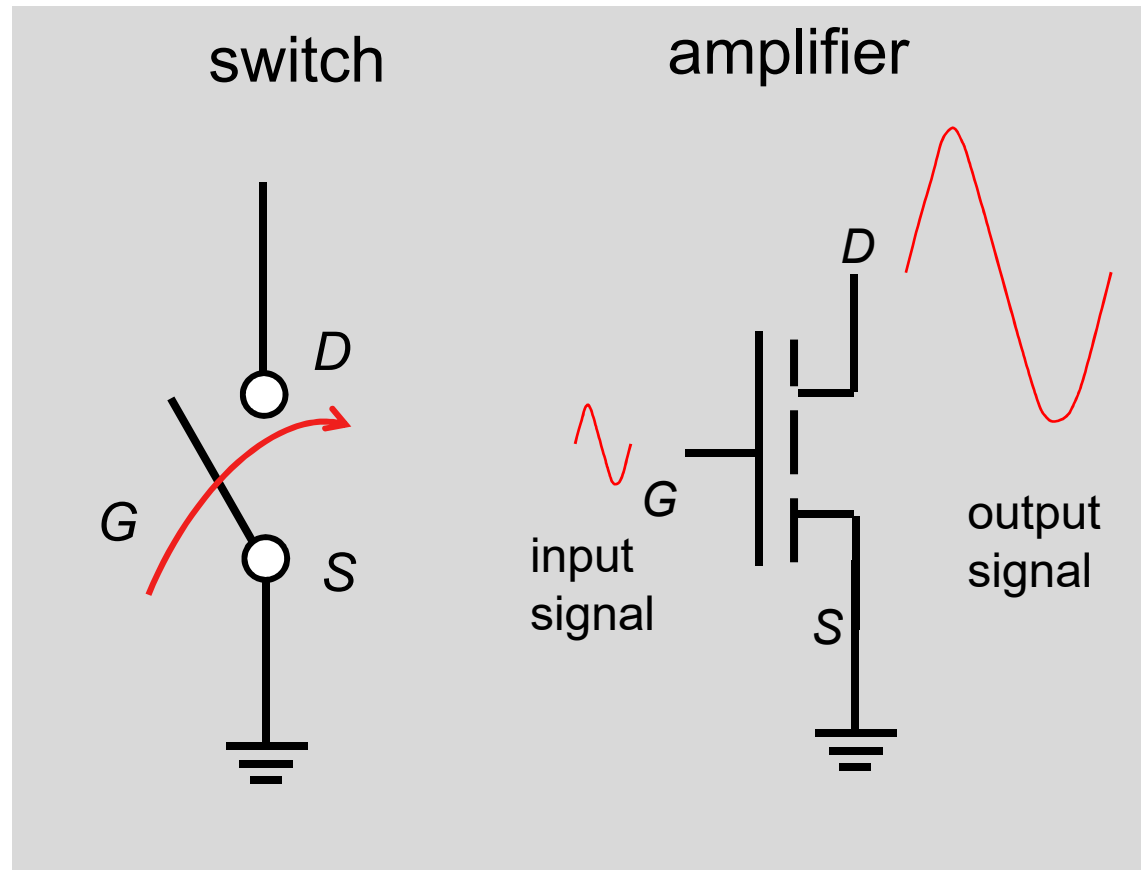 switch
amplifier
D
G
S
D
G
input
signal
S
output
signal